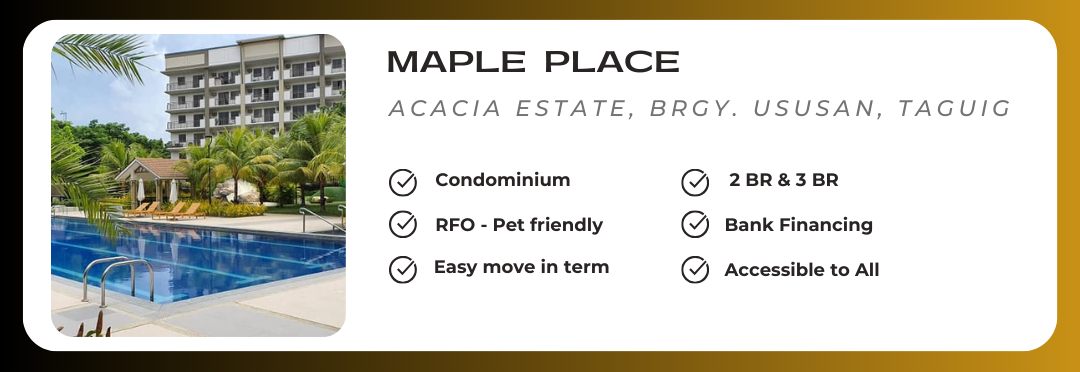 MAPLE PLACE
ACACIA ESTATE, BRGY. USUSAN, TAGUIG
Condominium
RFO - Pet friendly
Easy move in term
2 BR & 3 BR
Bank Financing
Accessible to All